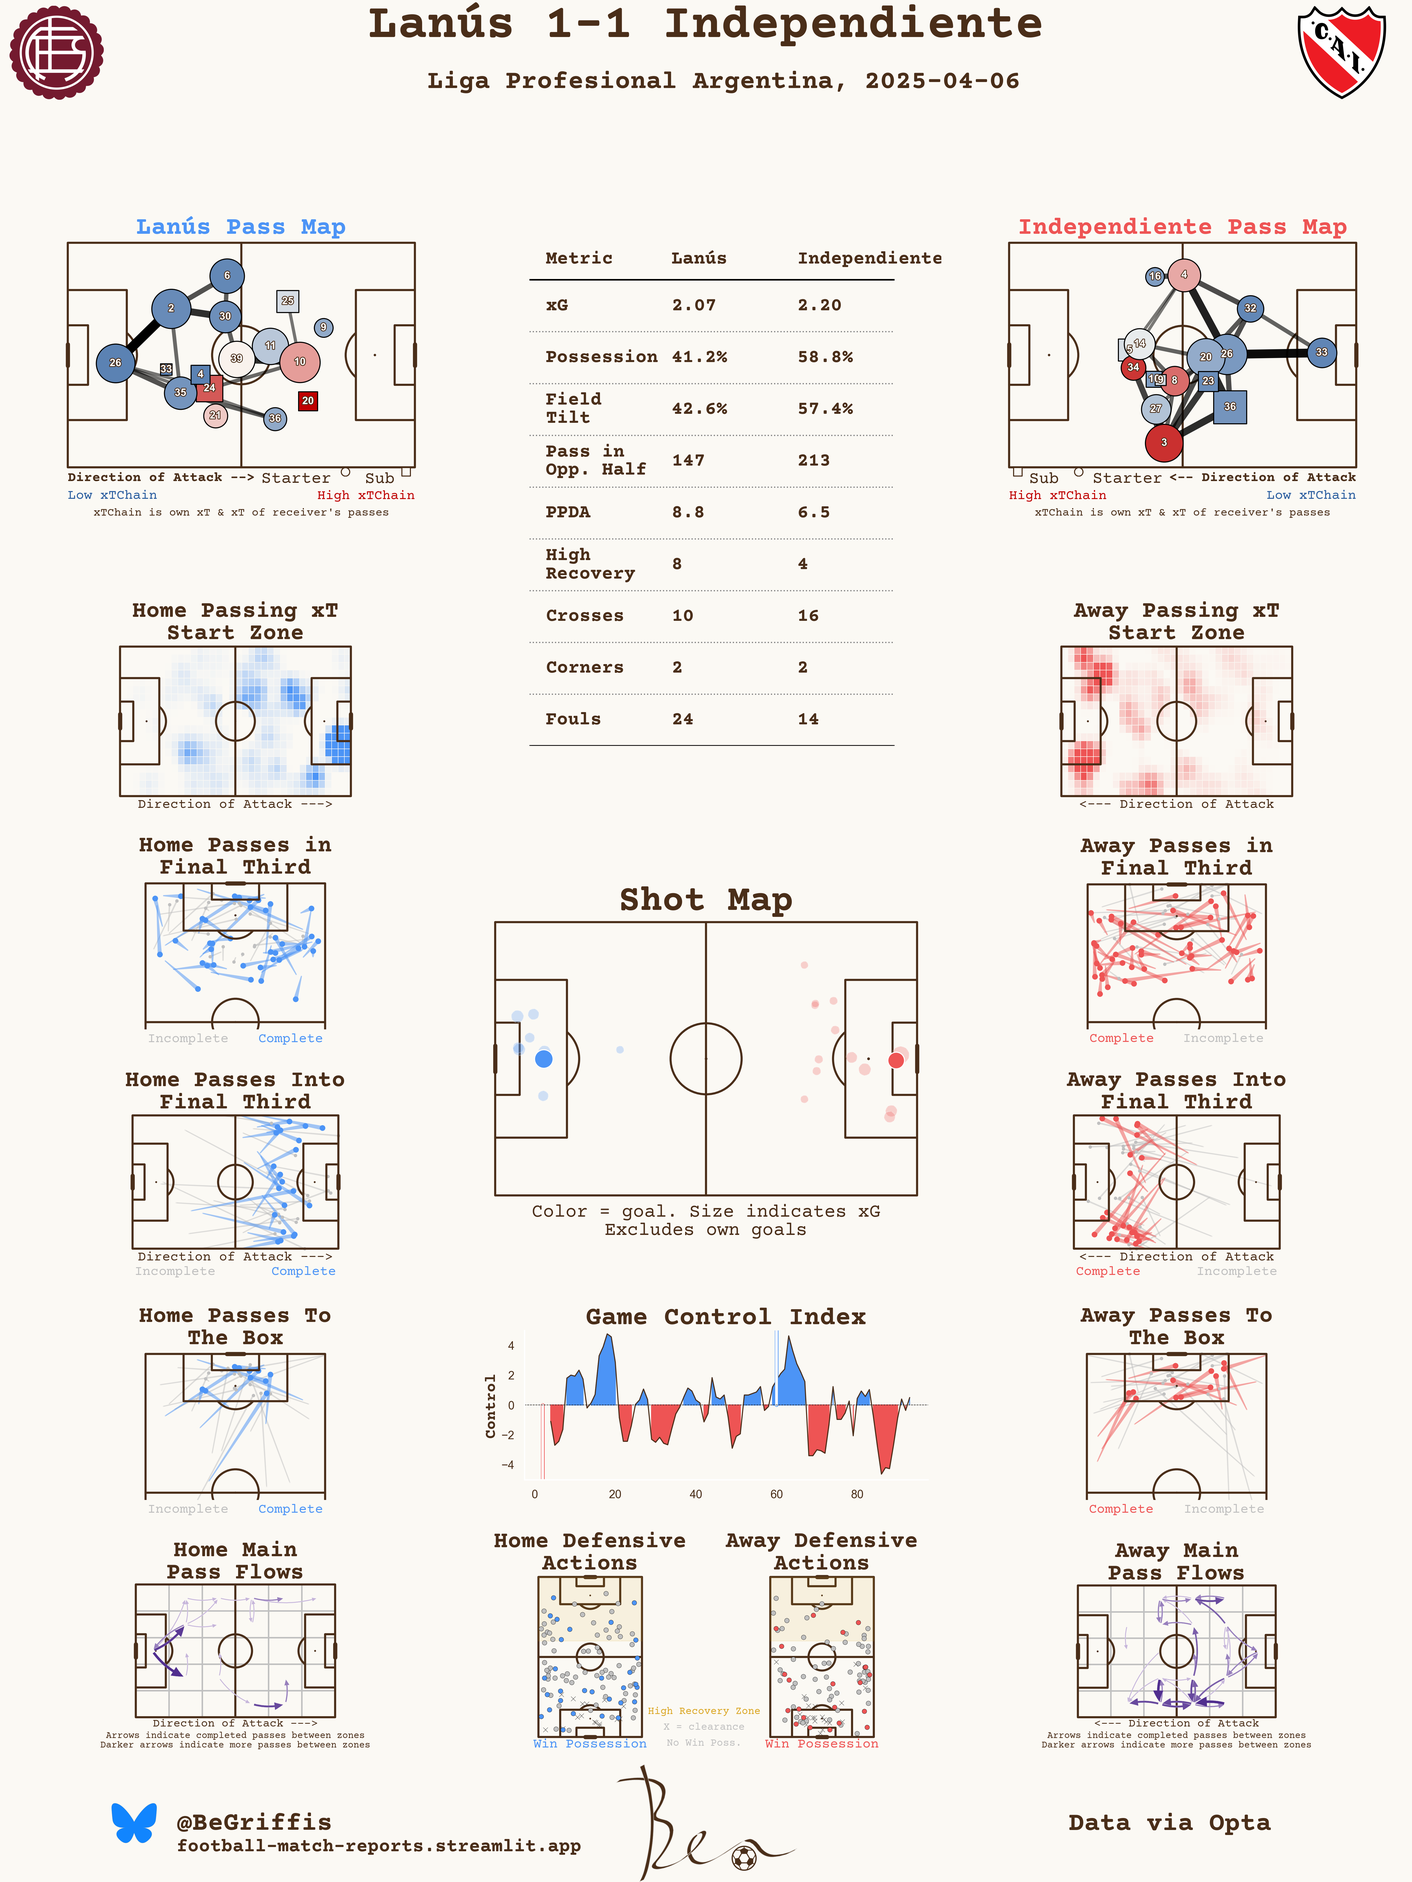 Lanús 1-1 Independiente
Liga Profesional Argentina, 2025-04-06
C.A.I.
Lanús Pass Map
6
2
30
25
9
11
39
10
26
33
4
24
35
20
21
36
Direction of Attack --> Starter Sub
Low xTChain High xTChain
xTChain is own xT & xT of receiver's passes
Metric Lanús Independiente
xG 2.07 2.20
Possession 41.2% 58.8%
Field
Tilt 42.6% 57.4%
Pass in
Opp. Half 147 213
PPDA 8.8 6.5
High
Recovery 8 4
Crosses 10 16
Corners 2 2
Fouls 24 14
Independiente Pass Map
16
4
32
5
14
20
26
33
34
8
9
23
27
36
3
Sub Starter <-- Direction of Attack
High xTChain Low xTChain
xTChain is own xT & xT of receiver's passes
Home Passing xT
Start Zone
Direction of Attack --->
Away Passing xT
Start Zone
<--- Direction of Attack
Home Passes in
Final Third
Incomplete Complete
Away Passes in
Final Third
Complete Incomplete
Shot Map
Color = goal. Size indicates xG
Excludes own goals
Home Passes Into
Final Third
Direction of Attack --->
Incomplete Complete
Away Passes Into
Final Third
<--- Direction of Attack
Complete Incomplete
Home Passes To
The Box
Incomplete Complete
Game Control Index
Control
4
2
0
−2
−4
0 20 40 60 80
Away Passes To
The Box
Complete Incomplete
Home Main
Pass Flows
Direction of Attack --->
Arrows indicate completed passes between zones
Darker arrows indicate more passes between zones
Home Defensive
Actions
Win Possession
Away Defensive
Actions
Win Possession
High Recovery Zone
X = clearance
No Win Poss.
Away Main
Pass Flows
<--- Direction of Attack
Arrows indicate completed passes between zones
Darker arrows indicate more passes between zones
@BeGriffis
football-match-reports.streamlit.app
Ben
Data via Opta